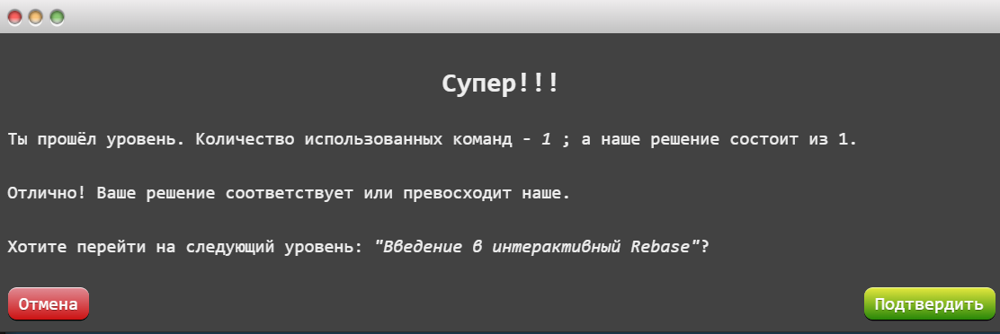 Супер!!!
Ты прошёл уровень. Количество использованных команд - 1 ; а наше решение состоит из 1.
Отлично! Ваше решение соответствует или превосходит наше.
Хотите перейти на следующий уровень: "Введение в интерактивный Rebase"?
Отмена
Подтвердить